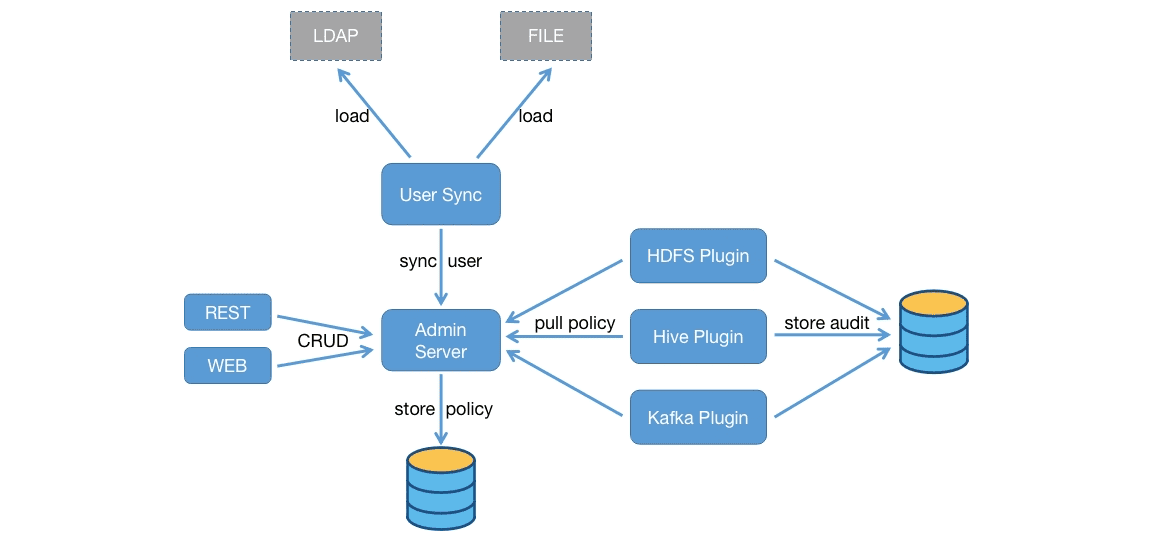 LDAP
FILE
load
load
User Sync
sync user
HDFS Plugin
REST
Admin
Server
pull policy
Hive Plugin
store audit
CRUD
WEB
store policy
Kafka Plugin